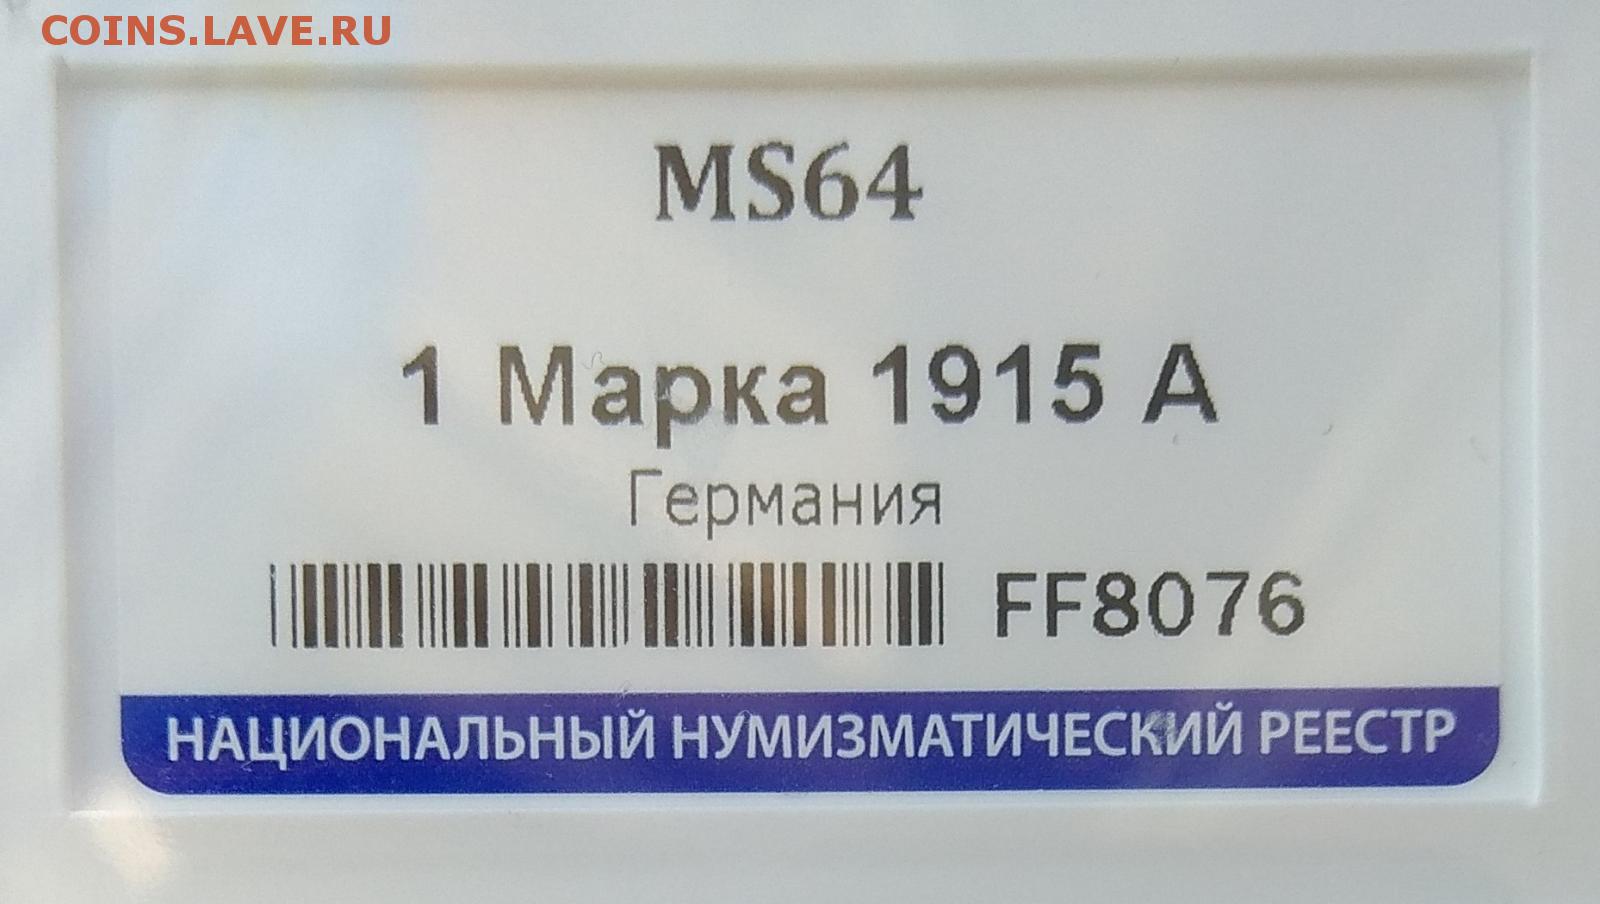 COINS.LAVE.RU
MS64
1 Марка 1915 A
Германия
FF8076
НАЦИОНАЛЬНЫЙ НУМИЗМАТИЧЕСКИЙ РЕЕСТР